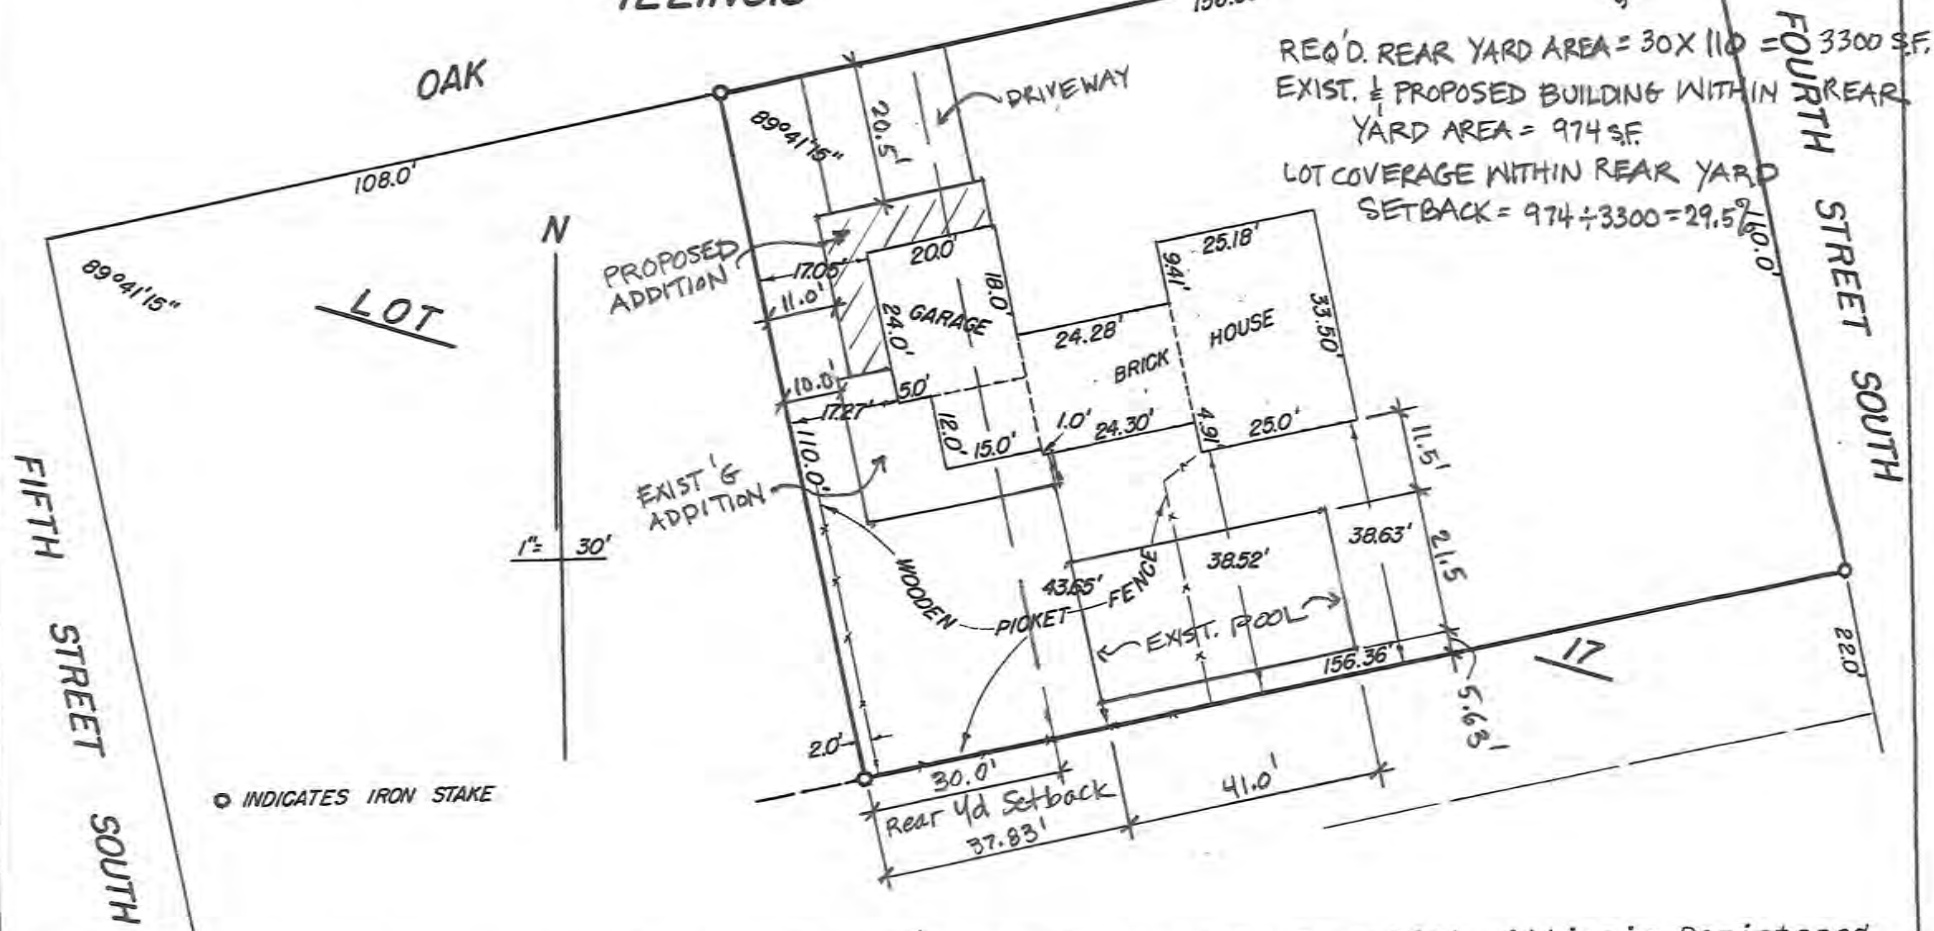 ILLINOIS
OAK
108.0'
89°41'15"
89°41'15"
20.5'
DRIVEWAY
REQ'D. REAR YARD AREA = 30 X 110 = 3300 S.F.
EXIST. & PROPOSED BUILDING WITHIN REAR
YARD AREA = 974 S.F.
LOT COVERAGE WITHIN REAR YARD
SETBACK = 974 ÷ 3300 = 29.5%
110.0'
FOURTH STREET SOUTH
N
LOT
PROPOSED
ADDITION
17.05'
11.0'
20.0'
18.0'
GARAGE
24.0'
10.0'
17.27'
5.0'
12.0'
15.0'
1.0'
24.28'
24.30'
9.41'
25.18'
33.50'
BRICK HOUSE
4.91'
25.0'
11.5'
110.0'
EXIST'G
ADDITION
1" = 30'
WOODEN PICKET FENCE
43.65'
38.52'
38.63'
21.5
EXIST. POOL
156.36'
17
22.0'
5.63'
2.0'
30.0'
Rear Yd Setback
37.83'
41.0'
O INDICATES IRON STAKE
FIFTH STREET SOUTH